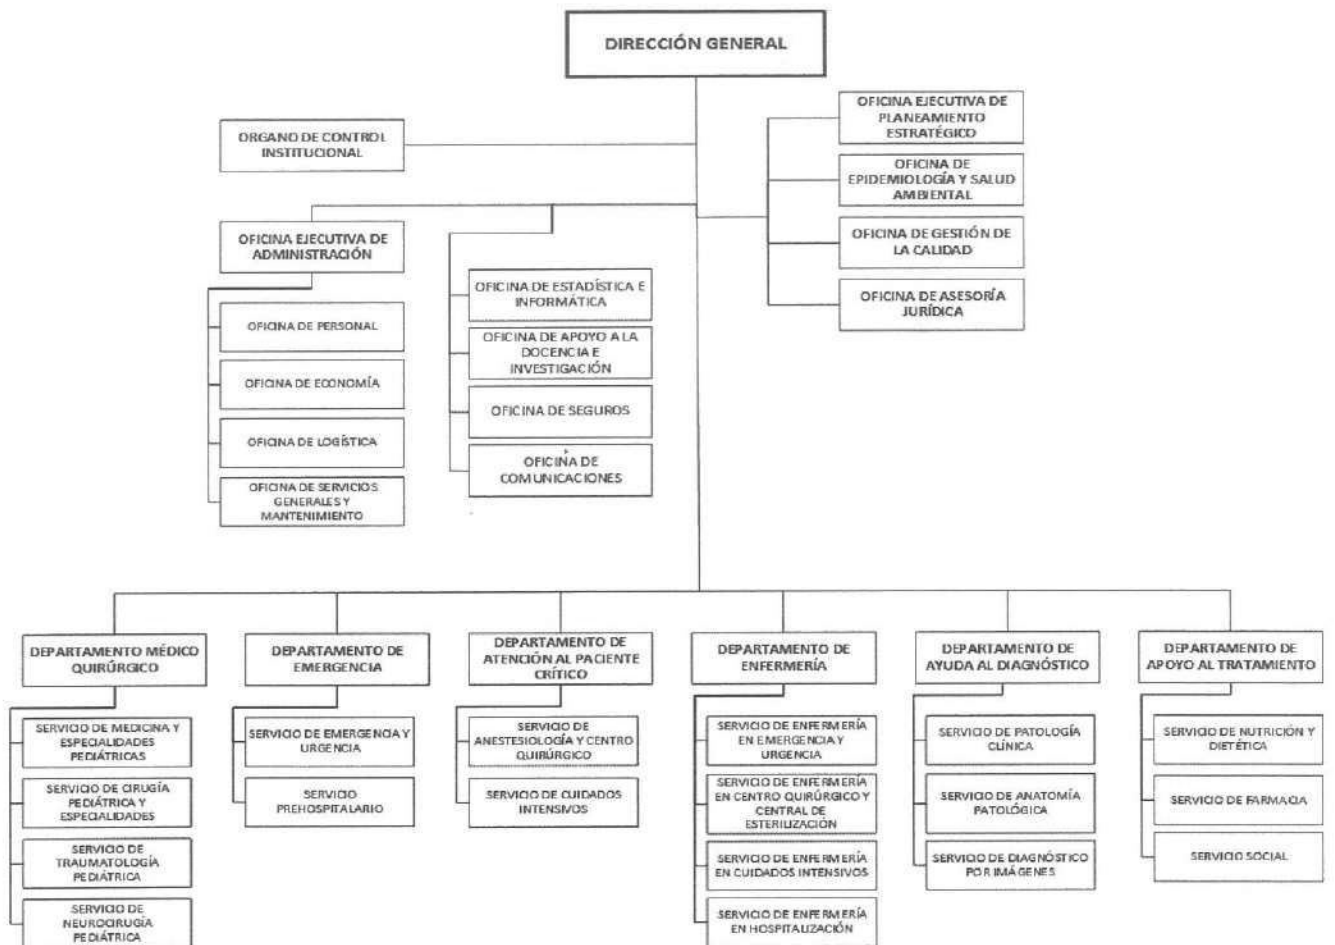 DIRECCIÓN GENERAL
ORGANO DE CONTROL
INSTITUCIONAL
OFICINA EJECUTIVA DE
PLANEAMIENTO
ESTRATÉGICO
OFICINA DE
EPIDEMIOLOGÍA Y SALUD
AMBIENTAL
OFICINA DE GESTIÓN DE
LA CALIDAD
OFICINA DE ASESORÍA
JURÍDICA
OFICINA EJECUTIVA DE
ADMINISTRACIÓN
OFICINA DE PERSONAL
OFICINA DE ECONOMÍA
OFICINA DE LOGÍSTICA
OFICINA DE SERVICIOS
GENERALES Y
MANTENIMIENTO
OFICINA DE ESTADÍSTICA E
INFORMÁTICA
OFICINA DE APOYO A LA
DOCENCIA E
INVESTIGACIÓN
OFICINA DE SEGUROS
OFICINA DE
COMUNICACIONES
DEPARTAMENTO MÉDICO
QUIRÚRGICO
SERVICIO DE MEDICINA Y
ESPECIALIDADES
PEDIÁTRICAS
SERVICIO DE CIRUGÍA
PEDIÁTRICA Y
ESPECIALIDADES
SERVICIO DE
TRAUMATOLOGÍA
PEDIÁTRICA
SERVICIO DE
NEUROCIRUGÍA
PEDIÁTRICA
DEPARTAMENTO DE
EMERGENCIA
SERVICIO DE EMERGENCIA Y
URGENCIA
SERVICIO
PREHOSPITALARIO
DEPARTAMENTO DE
ATENCIÓN AL PACIENTE
CRÍTICO
SERVICIO DE
ANESTESIOLOGÍA Y CENTRO
QUIRÚRGICO
SERVICIO DE CUIDADOS
INTENSIVOS
DEPARTAMENTO DE
ENFERMERÍA
SERVICIO DE ENFERMERÍA
EN EMERGENCIA Y
URGENCIA
SERVICIO DE ENFERMERÍA
EN CENTRO QUIRÚRGICO Y
CENTRAL DE
ESTERILIZACIÓN
SERVICIO DE ENFERMERÍA
EN CUIDADOS INTENSIVOS
SERVICIO DE ENFERMERÍA
EN HOSPITALIZACIÓN
DEPARTAMENTO DE
AYUDA AL DIAGNÓSTICO
SERVICIO DE PATOLOGÍA
CLÍNICA
SERVICIO DE ANATOMÍA
PATOLÓGICA
SERVICIO DE DIAGNÓSTICO
POR IMÁGENES
DEPARTAMENTO DE
APOYO AL TRATAMIENTO
SERVICIO DE NUTRICIÓN Y
DIETÉTICA
SERVICIO DE FARMACIA
SERVICIO SOCIAL